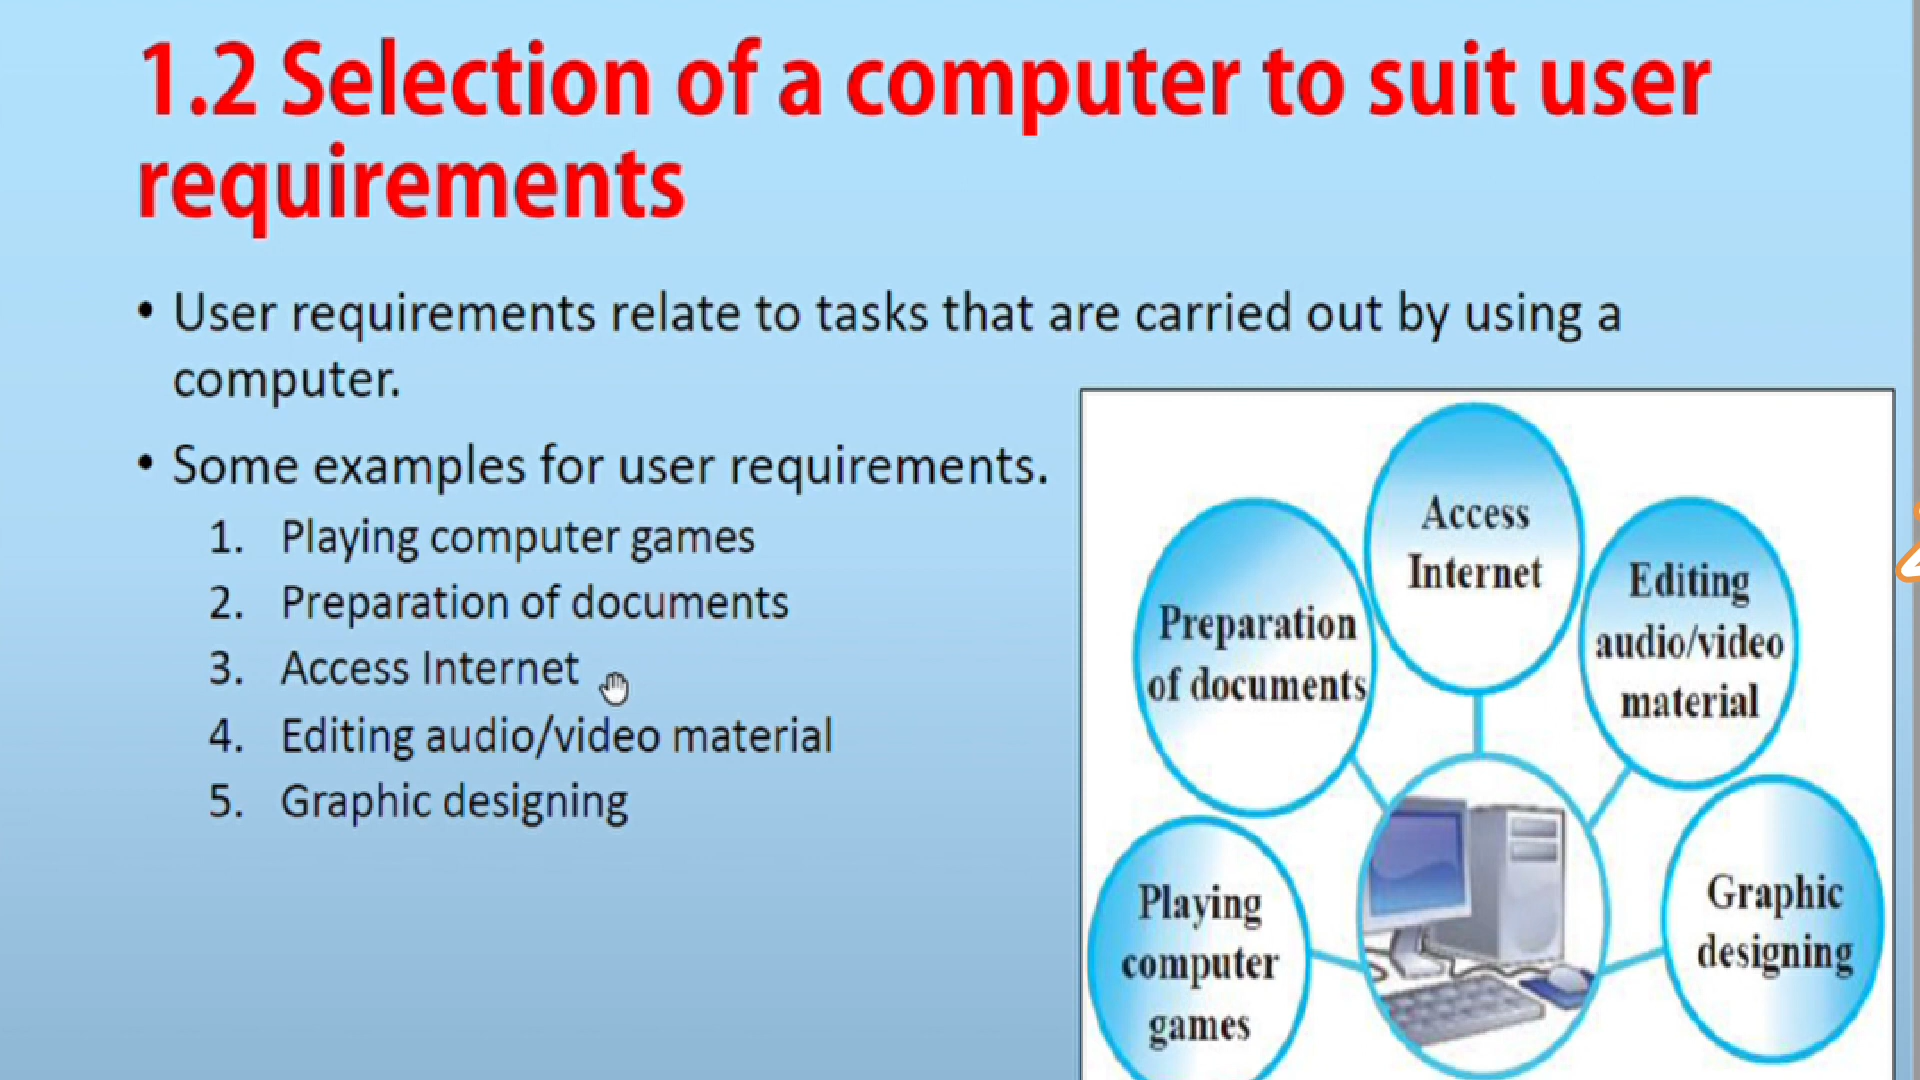 1.2 Selection of a computer to suit user
requirements
• User requirements relate to tasks that are carried out by using a
computer.
• Some examples for user requirements.
1. Playing computer games
2. Preparation of documents
3. Access Internet
4. Editing audio/video material
5. Graphic designing
Access
Internet
Preparation
of documents
Editing
audio/video
material
Playing
computer
games
Graphic
designing